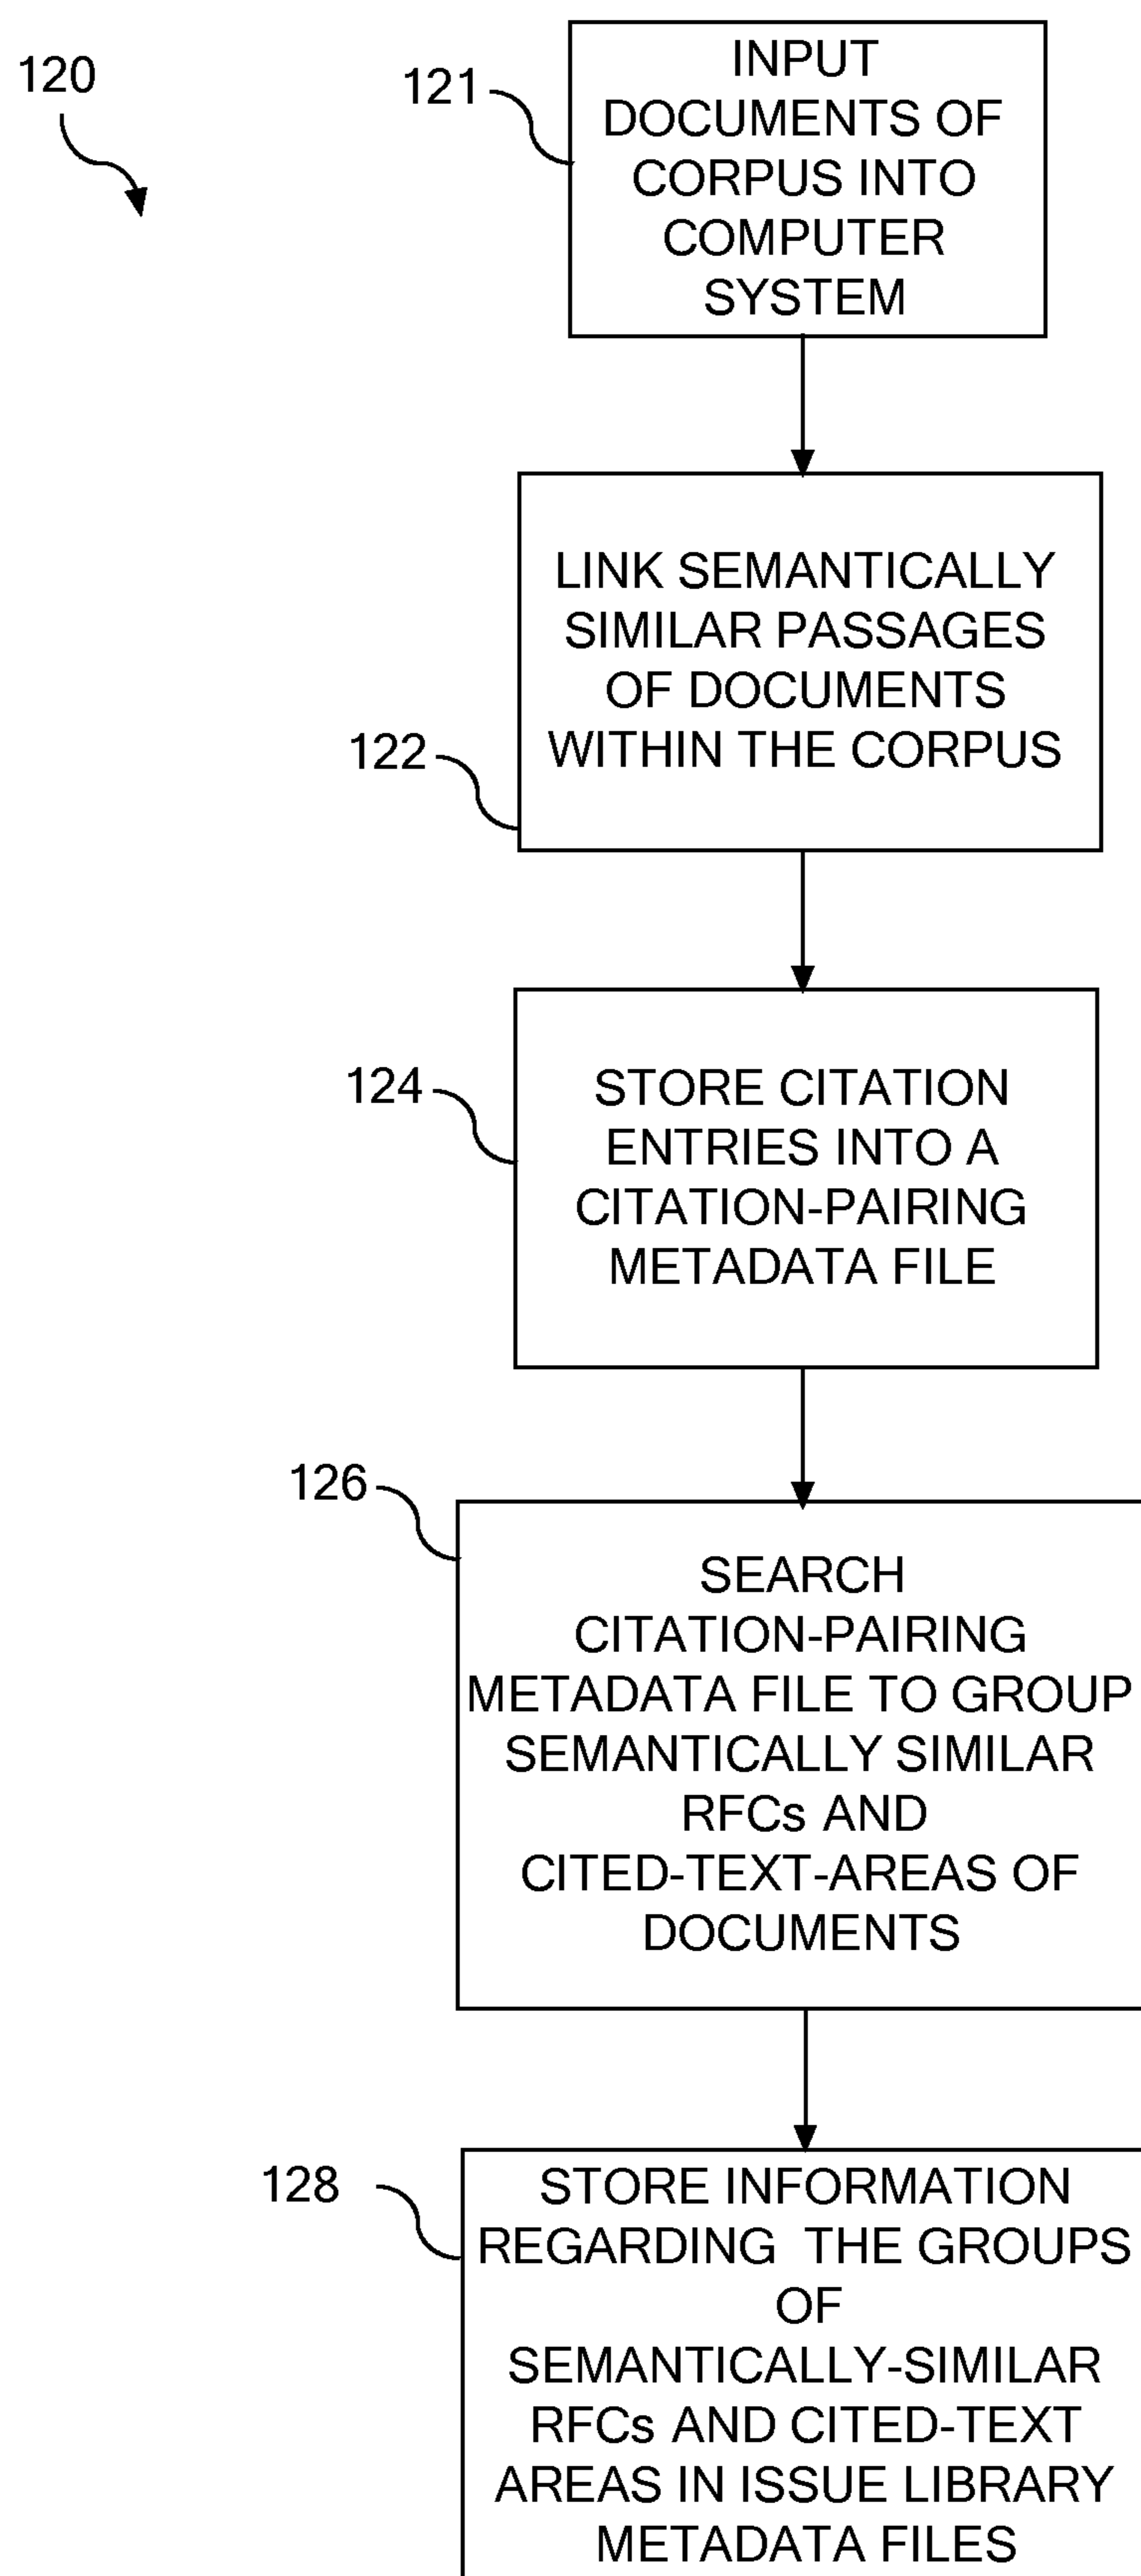 120
121
INPUT
DOCUMENTS OF
CORPUS INTO
COMPUTER
SYSTEM
LINK SEMANTICALLY
SIMILAR PASSAGES
OF DOCUMENTS
WITHIN THE CORPUS
122
124
STORE CITATION
ENTRIES INTO A
CITATION-PAIRING
METADATA FILE
126
SEARCH
CITATION-PAIRING
METADATA FILE TO GROUP
SEMANTICALLY SIMILAR
RFCs AND
CITED-TEXT-AREAS OF
DOCUMENTS
128
STORE INFORMATION
REGARDING THE GROUPS
OF
SEMANTICALLY-SIMILAR
RFCs AND CITED-TEXT
AREAS IN ISSUE LIBRARY
METADATA FILES